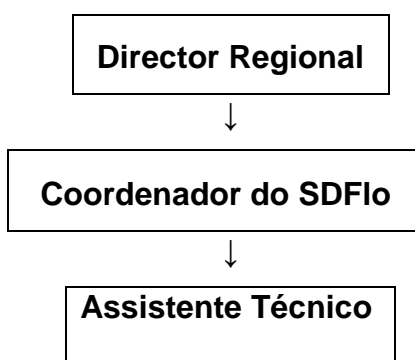 Director Regional
↓
Coordenador do SDFlo
↓
Assistente Técnico